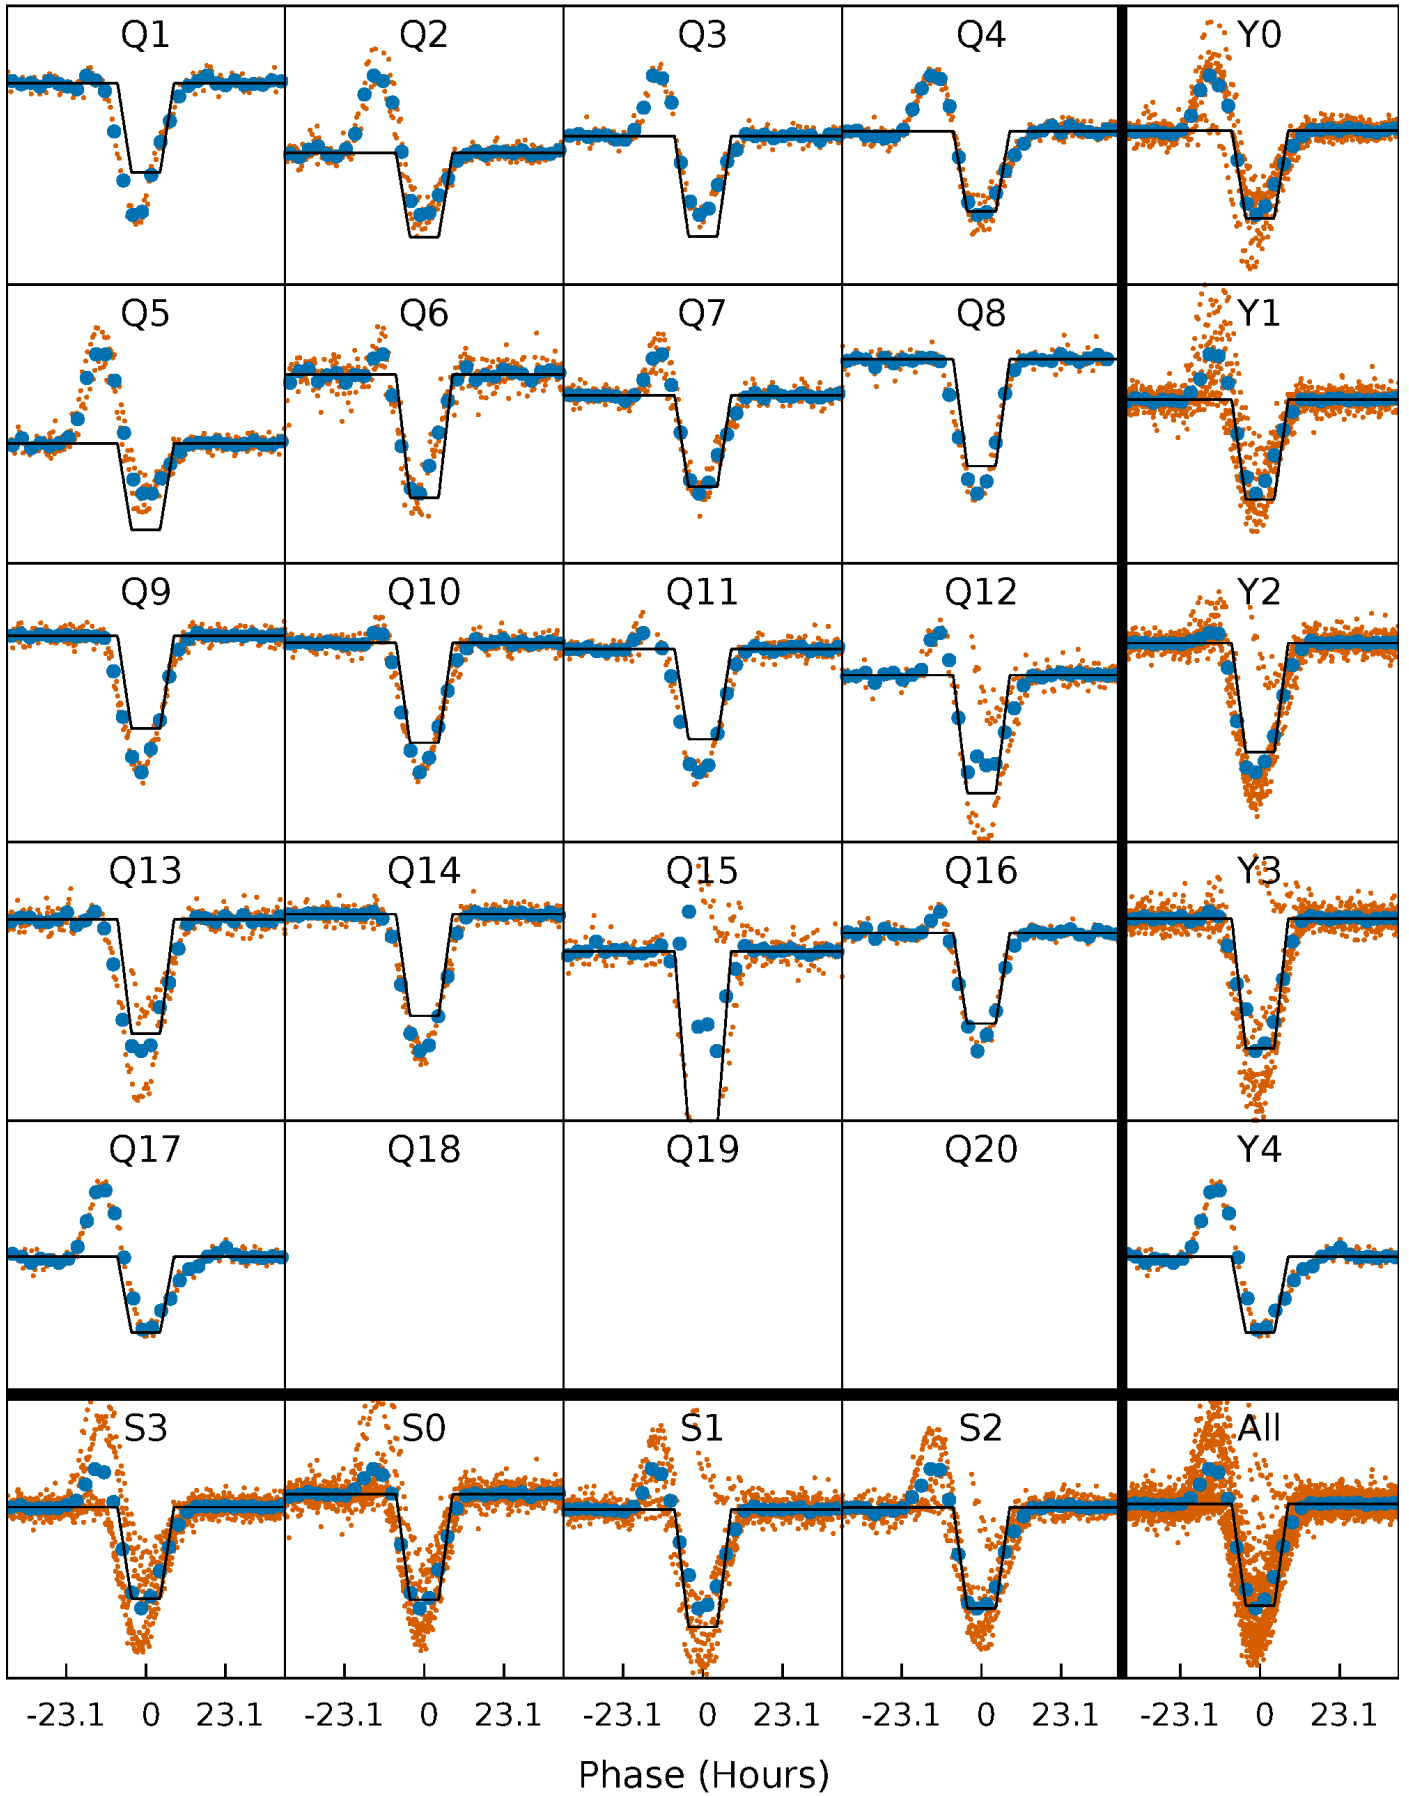 Q1 Q2 Q3 Q4 Y0
Q5 Q6 Q7 Q8 Y1
Q9 Q10 Q11 Q12 Y2
Q13 Q14 Q15 Q16 Y3
Q17 Q18 Q19 Q20 Y4
S3 S0 S1 S2 All
-23.1 0 23.1 -23.1 0 23.1 -23.1 0 23.1 -23.1 0 23.1 -23.1 0 23.1
Phase (Hours)